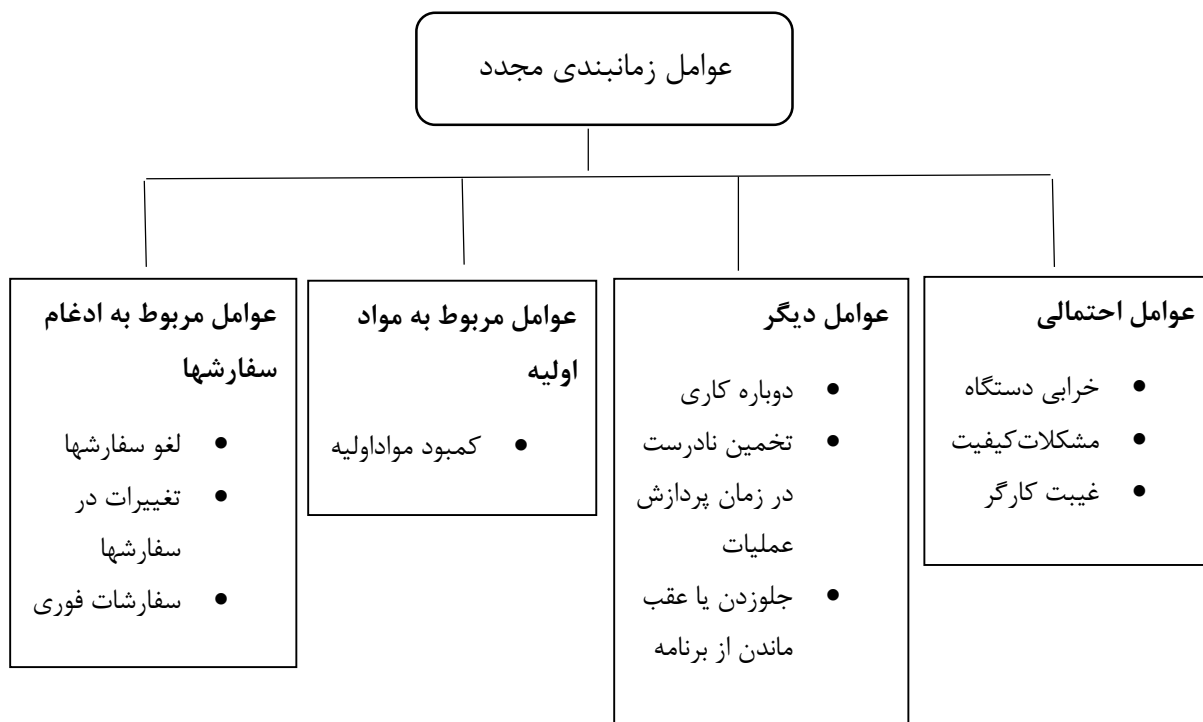 عوامل زمانبندی مجدد
عوامل احتمالی
• خرابی دستگاه
• مشکلات کیفیت
• غیبت کارگر
عوامل دیگر
• دوباره کاری
• تخمین نادرست
در زمان پردازش
عملیات
• جلوزدن یا عقب
ماندن از برنامه
عوامل مربوط به مواد
اولیه
• کمبود مواداولیه
عوامل مربوط به ادغام
سفارشها
• لغو سفارشها
• تغییرات در
سفارشها
• سفارشات فوری